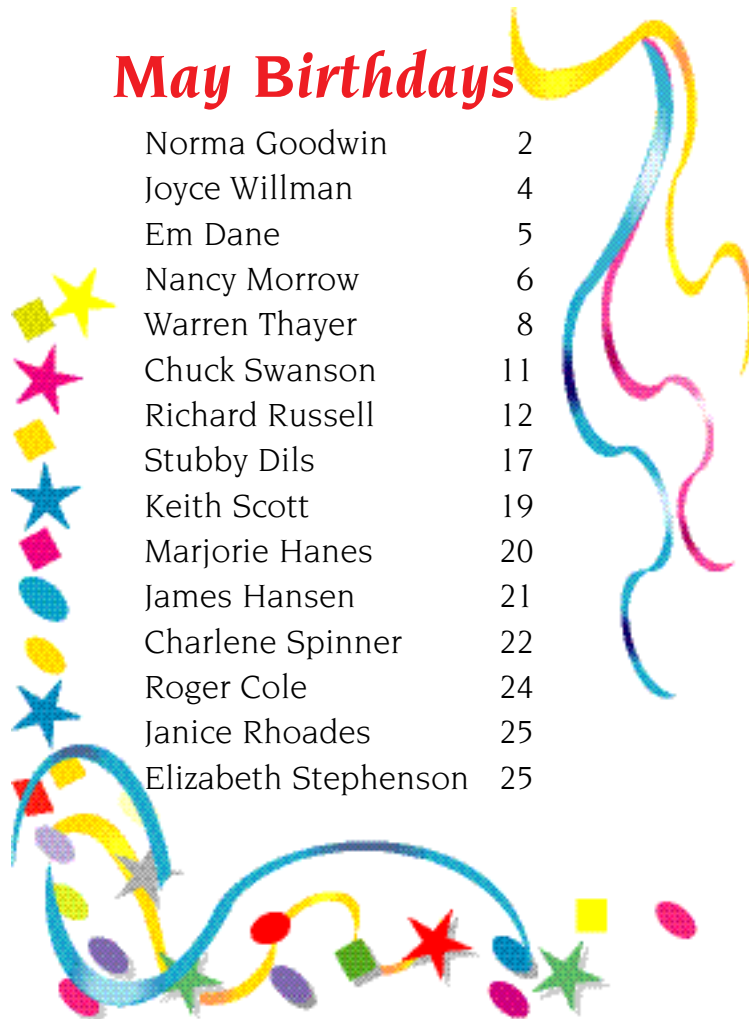 May Birthdays
Norma Goodwin 2
Joyce Willman 4
Em Dane 5
Nancy Morrow 6
Warren Thayer 8
Chuck Swanson 11
Richard Russell 12
Stubby Dils 17
Keith Scott 19
Marjorie Hanes 20
James Hansen 21
Charlene Spinner 22
Roger Cole 24
Janice Rhoades 25
Elizabeth Stephenson 25